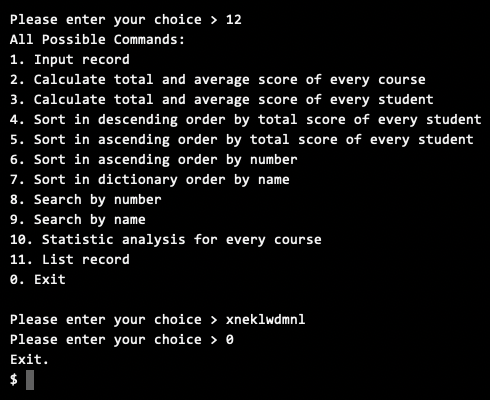 Please enter your choice > 12
All Possible Commands:
1. Input record
2. Calculate total and average score of every course
3. Calculate total and average score of every student
4. Sort in descending order by total score of every student
5. Sort in ascending order by total score of every student
6. Sort in ascending order by number
7. Sort in dictionary order by name
8. Search by number
9. Search by name
10. Statistic analysis for every course
11. List record
0. Exit
Please enter your choice > xneklwdmnl
Please enter your choice > 0
Exit.
$